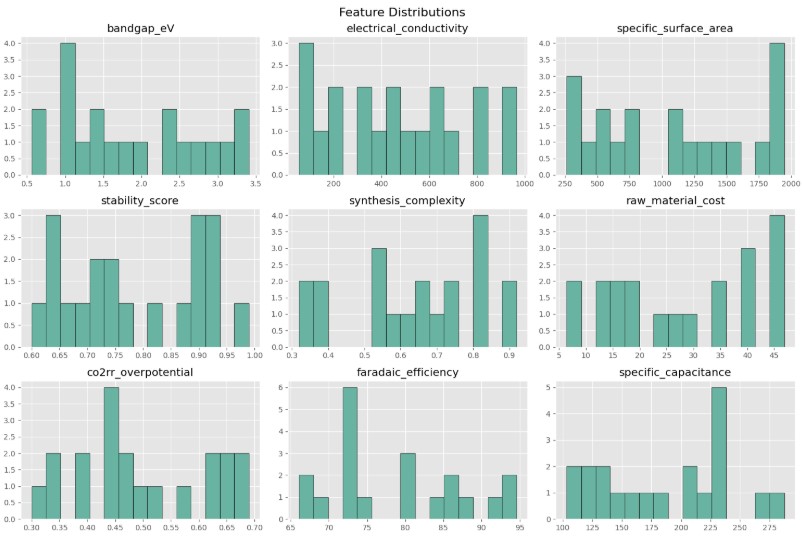 Feature Distributions
bandgap_eV electrical_conductivity specific_surface_area
4.0 3.0 4.0
3.5 2.5 3.5
3.0 2.0 3.0
2.5 1.5 2.5
2.0 1.0 2.0
1.5 0.5 1.5
1.0 0.0 1.0
0.5 0.5
0.0 0.0
0.5 1.0 1.5 2.0 2.5 3.0 3.5 200 400 600 800 1000 250 500 750 1000 1250 1500 1750 2000
stability_score synthesis_complexity raw_material_cost
3.0 4.0 4.0
2.5 3.5 3.5
2.0 3.0 3.0
1.5 2.5 2.5
1.0 2.0 2.0
0.5 1.5 1.5
0.0 1.0 1.0
0.5 0.5
0.0 0.0
0.60 0.65 0.70 0.75 0.80 0.85 0.90 0.95 1.00 0.3 0.4 0.5 0.6 0.7 0.8 0.9 5 10 15 20 25 30 35 40 45
co2rr_overpotential faradaic_efficiency specific_capacitance
4.0 6 5
3.5 5 4
3.0 4 3
2.5 3 2
2.0 2 1
1.5 1 0
1.0 0
0.5
0.0
0.30 0.35 0.40 0.45 0.50 0.55 0.60 0.65 0.70 65 70 75 80 85 90 95 100 125 150 175 200 225 250 275